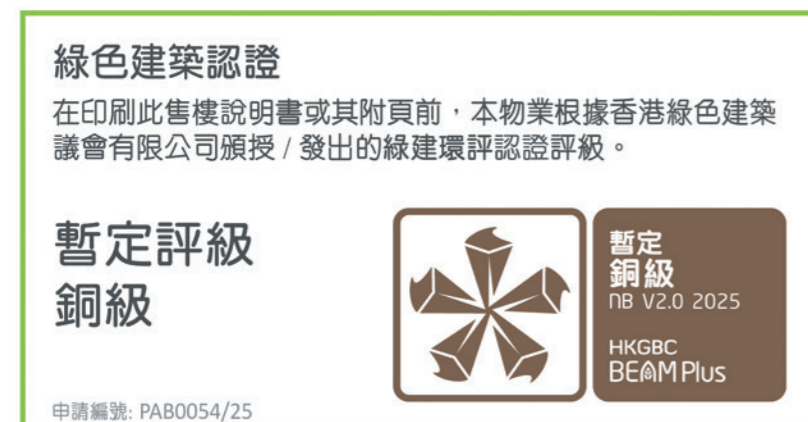 綠色建築認證
在印刷此售樓說明書或其附頁前，本物業根據香港綠色建築
議會有限公司頒授 / 發出的綠建環評認證評級。
暫定評級
銅級
暫定
銅級
NB V2.0 2025
HKGBC
BEAM Plus
申請編號: PAB0054/25